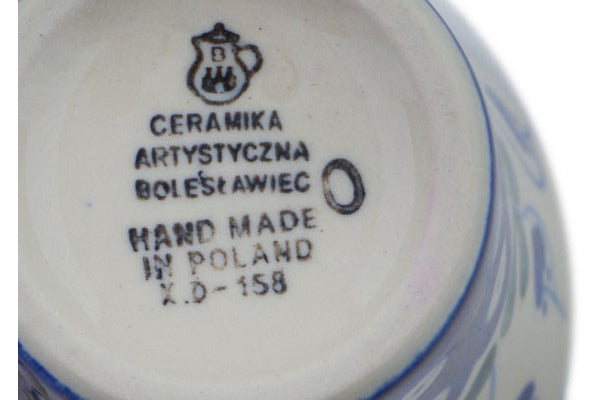 B
CERAMIKA
ARTYSTYCZNA
BOLESŁAWIEC O
HAND MADE
IN POLAND
X.D-158